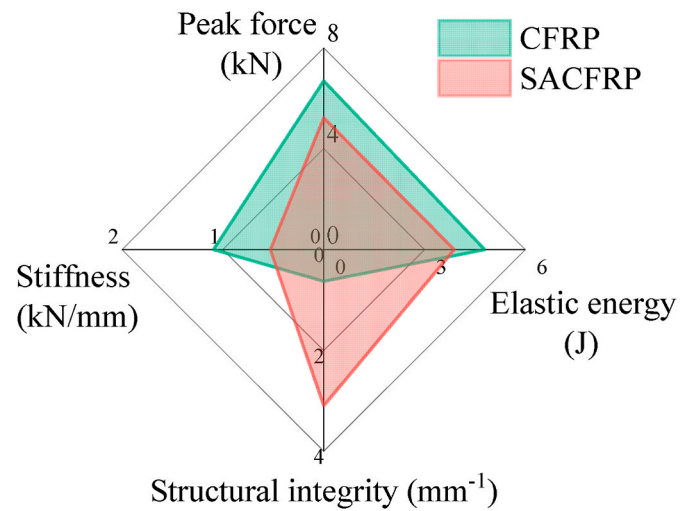 Peak force 8
(kN)
CFRP
SACFRP
4
2 1 0 0
0
0 3 6
Stiffness
(kN/mm)
Elastic energy
(J)
2
4
Structural integrity (mm⁻¹)